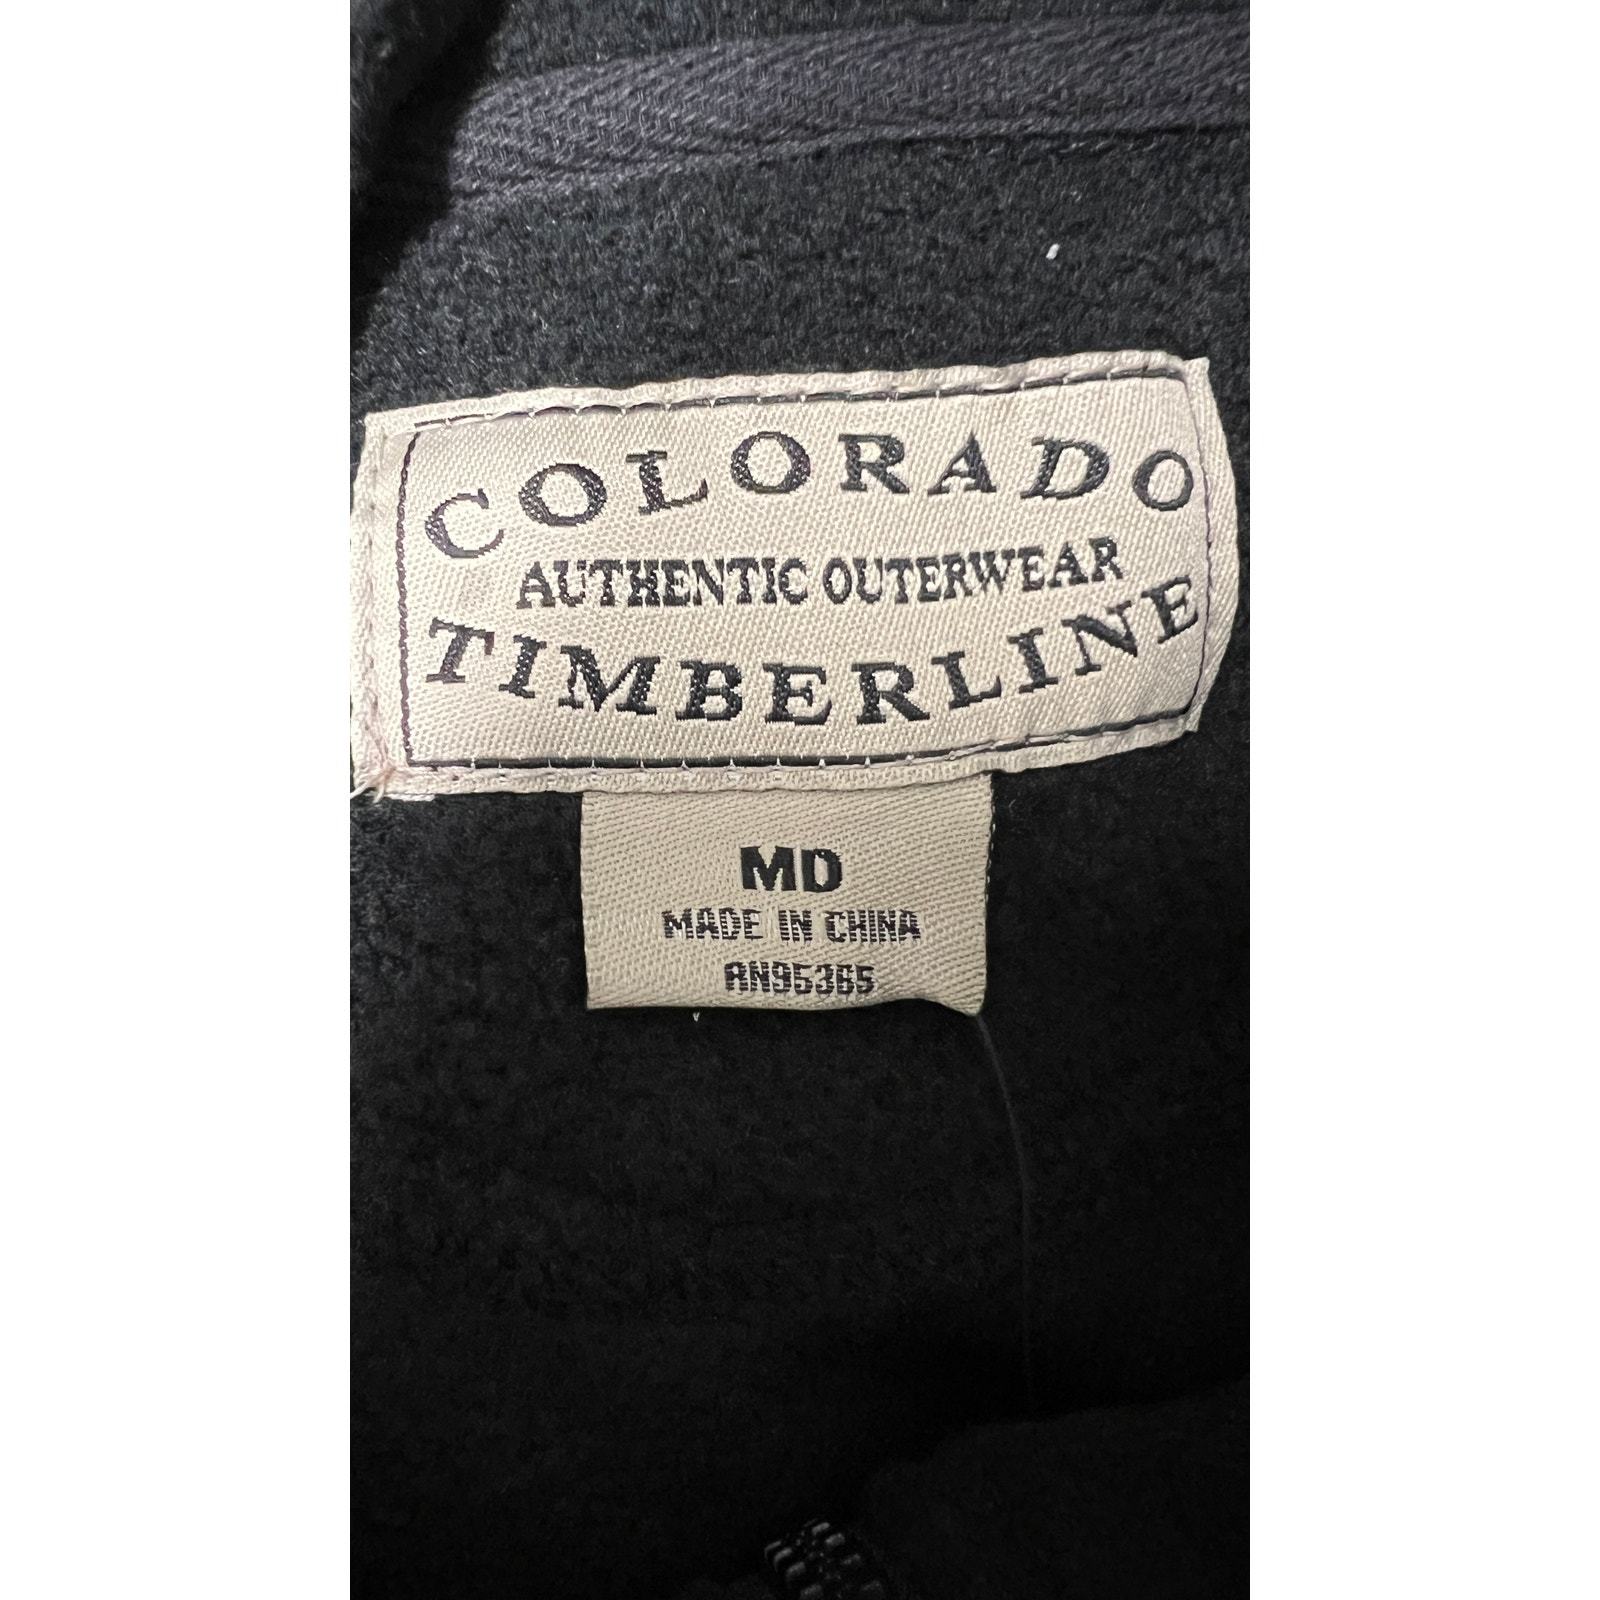 COLORADO
AUTHENTIC OUTERWEAR
TIMBERLINE
MD
MADE IN CHINA
RN95365